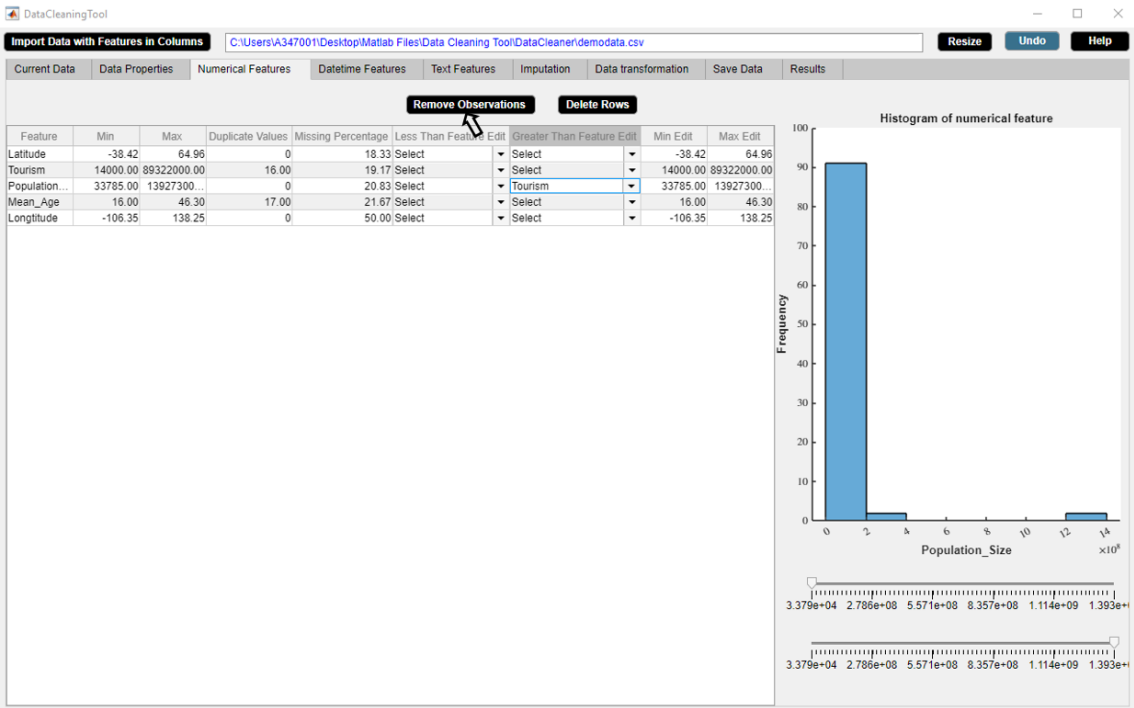 DataCleaningTool
Import Data with Features in Columns C:\Users\A347001\Desktop\Matlab Files\Data Cleaning Tool\DataCleaner\demodata.csv Resize Undo Help
Current Data Data Properties Numerical Features Datetime Features Text Features Imputation Data transformation Save Data Results
Remove Observations Delete Rows
Feature Min Max Duplicate Values Missing Percentage Less Than Feature Edit Greater Than Feature Edit Min Edit Max Edit
Latitude -38.42 64.96 0 18.33 Select Select -38.42 64.96
Tourism 14000.00 89322000.00 16.00 19.17 Select Select 14000.00 89322000.00
Population... 33785.00 13927300... 0 20.83 Select Tourism 33785.00 13927300...
Mean_Age 16.00 46.30 17.00 21.67 Select Select 16.00 46.30
Longtitude -106.35 138.25 0 50.00 Select Select -106.35 138.25
Histogram of numerical feature
100
90
80
70
60
50
40
30
20
10
0
Frequency
0 2 4 6 8 10 12 14
×10⁸
Population_Size
3.379e+04 2.786e+08 5.571e+08 8.357e+08 1.114e+09 1.393e+
3.379e+04 2.786e+08 5.571e+08 8.357e+08 1.114e+09 1.393e+